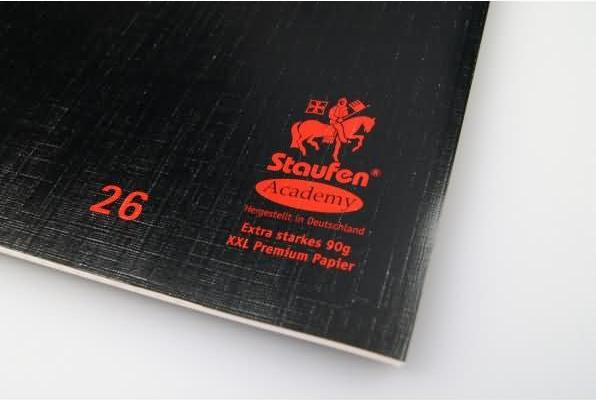 26
Staufen®
Academy
Hergestellt in Deutschland
Extra starkes 90g
XXL Premium Papier